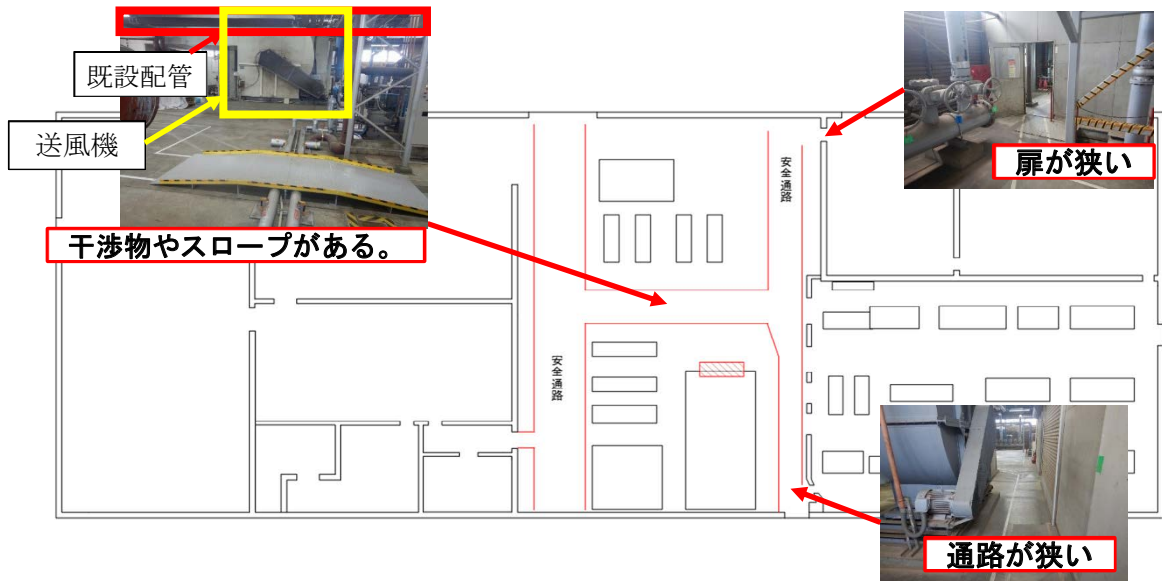 既設配管
送風機
干渉物やスロープがある。
扉が狭い
安全通路
安全通路
通路が狭い